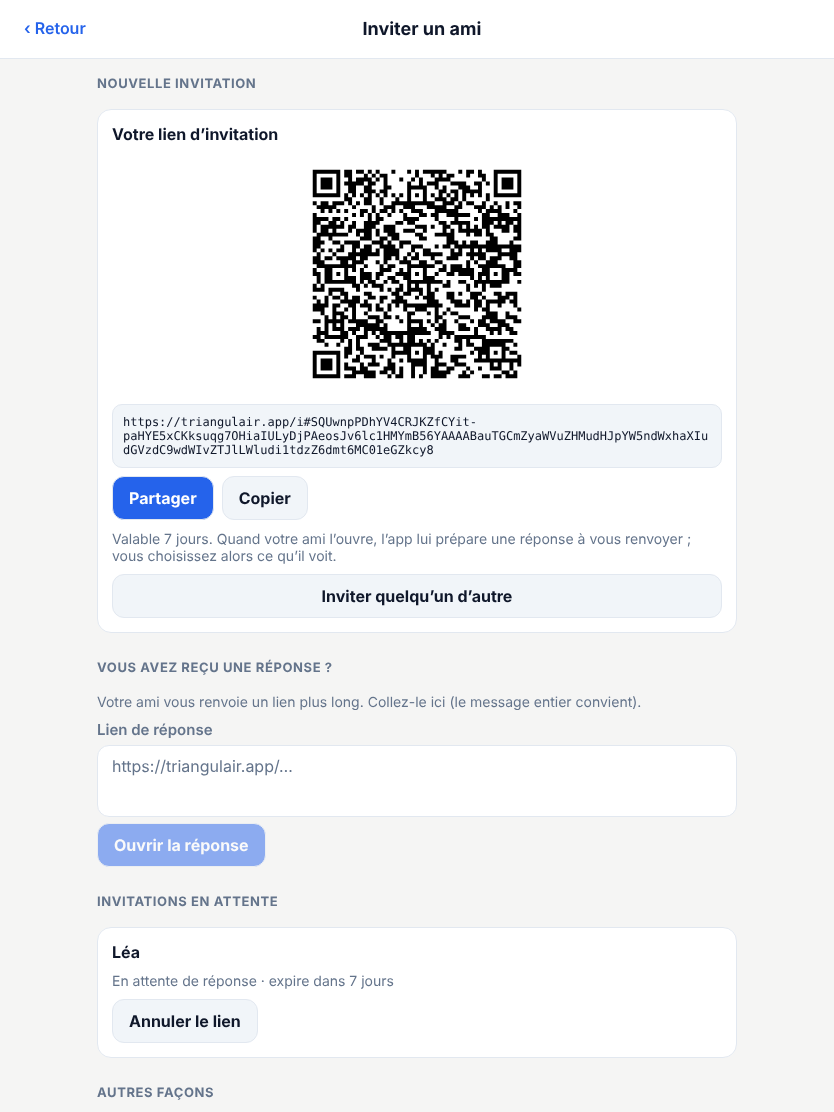 ‹ Retour
Inviter un ami
NOUVELLE INVITATION
Votre lien d’invitation
https://triangulair.app/i#SQUwnpPDhYV4CRJKZfCYit-
paHYE5xCKksuqg7OHiaIULyDjPAeosJv6lc1HMYmB56YAAAABauTGCmZyaWVuZHMudHJpYW5ndWxhaXIu
dGVzdC9wdWIvZTJlLWludi1tdzZ6dmt6MC01eGZkcy8
Partager
Copier
Valable 7 jours. Quand votre ami l’ouvre, l’app lui prépare une réponse à vous renvoyer ;
vous choisissez alors ce qu’il voit.
Inviter quelqu’un d’autre
VOUS AVEZ REÇU UNE RÉPONSE ?
Votre ami vous renvoie un lien plus long. Collez-le ici (le message entier convient).
Lien de réponse
https://triangulair.app/…
Ouvrir la réponse
INVITATIONS EN ATTENTE
Léa
En attente de réponse · expire dans 7 jours
Annuler le lien
AUTRES FAÇONS